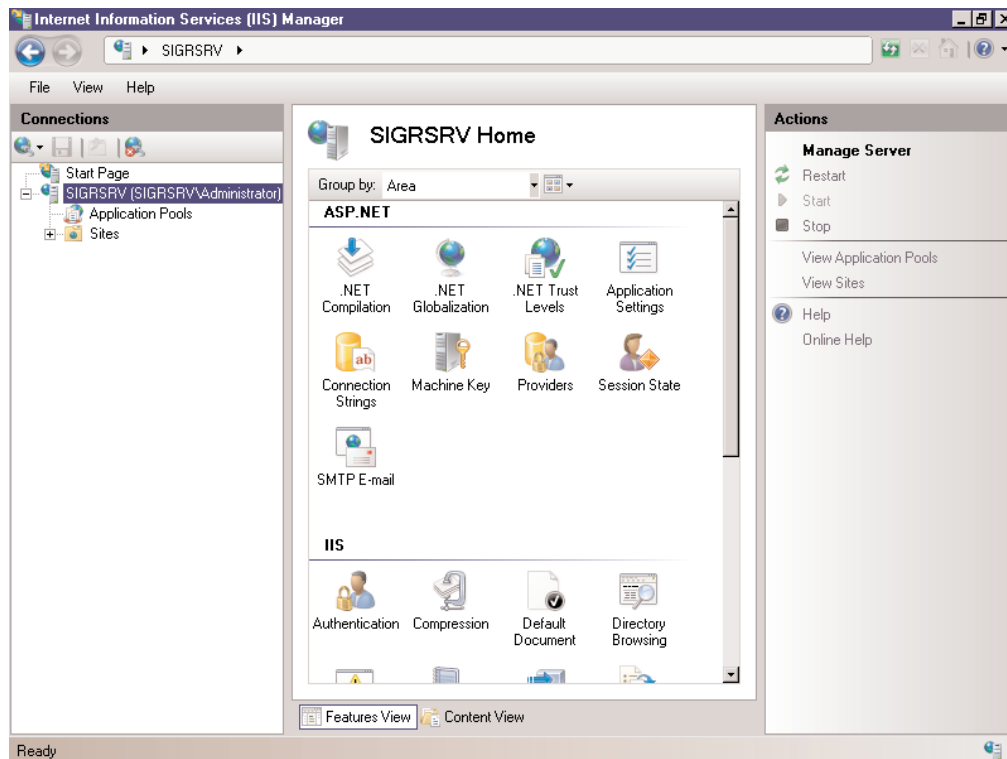 Internet Information Services (IIS) Manager
SIGRSRV
File View Help
Connections
Start Page
SIGRSRV (SIGRSRV\Administrator)
Application Pools
Sites
SIGRSRV Home
Group by: Area
ASP.NET
.NET Compilation
.NET Globalization
.NET Trust Levels
Application Settings
Connection Strings
Machine Key
Providers
Session State
ab
SMTP E-mail
IIS
Authentication
Compression
Default Document
Directory Browsing
Features View
Content View
Actions
Manage Server
Restart
Start
Stop
View Application Pools
View Sites
Help
Online Help
Ready